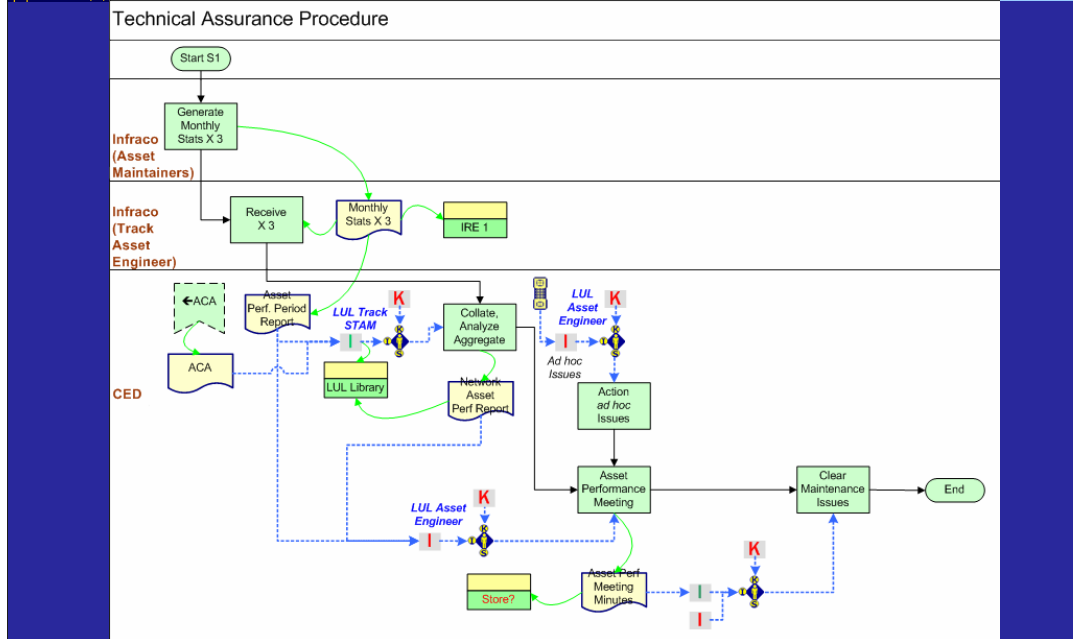 Technical Assurance Procedure
Start S1
Generate
Monthly
Stats X 3
Infraco
(Asset
Maintainers)
Infraco
(Track
Asset
Engineer)
Receive
X 3
Monthly
Stats X 3
IRE 1
CED
ACA
ACA
Asset
Perf. Period
Report
LUL Track
STAM
I
K
K
I
S
LUL Library
Collate,
Analyze
Aggregate
Network
Asset
Perf Report
LUL
Asset
Engineer
K
I
K
I
S
Ad hoc
Issues
Action
ad hoc
Issues
Asset
Performance
Meeting
Clear
Maintenance
Issues
End
LUL Asset
Engineer
K
I
K
I
S
Store?
Asset Perf
Meeting
Minutes
K
I
I
K
I
S